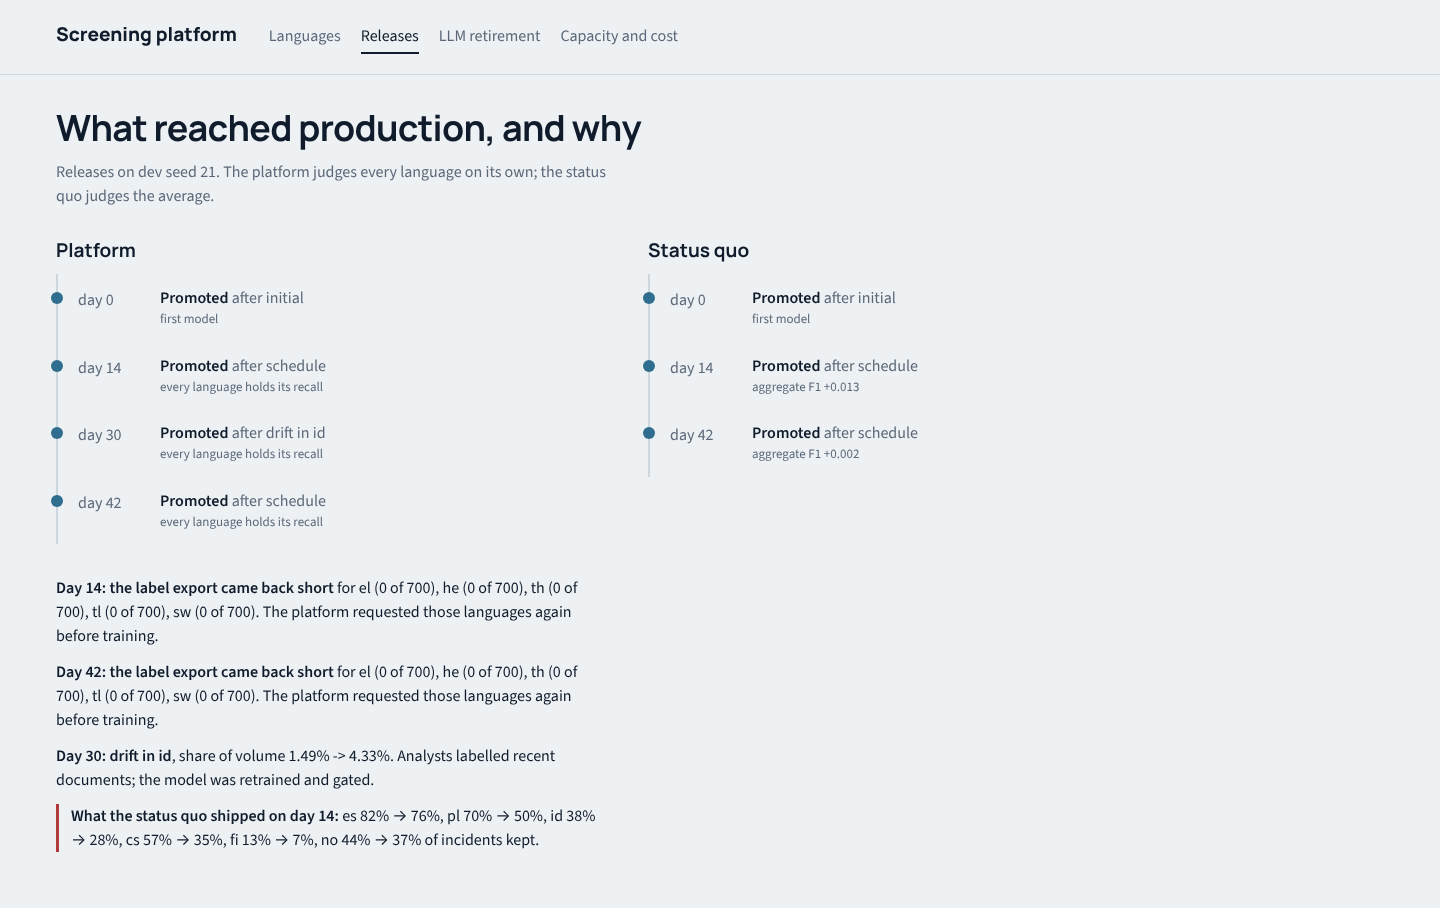 Screening platform
Languages
Releases
LLM retirement
Capacity and cost
What reached production, and why
Releases on dev seed 21. The platform judges every language on its own; the status
quo judges the average.
Platform
day 0
Promoted after initial
first model
day 14
Promoted after schedule
every language holds its recall
day 30
Promoted after drift in id
every language holds its recall
day 42
Promoted after schedule
every language holds its recall
Status quo
day 0
Promoted after initial
first model
day 14
Promoted after schedule
aggregate F1 +0.013
day 42
Promoted after schedule
aggregate F1 +0.002
Day 14: the label export came back short for el (0 of 700), he (0 of 700), th (0 of
700), tl (0 of 700), sw (0 of 700). The platform requested those languages again
before training.
Day 42: the label export came back short for el (0 of 700), he (0 of 700), th (0 of
700), tl (0 of 700), sw (0 of 700). The platform requested those languages again
before training.
Day 30: drift in id, share of volume 1.49% -> 4.33%. Analysts labelled recent
documents; the model was retrained and gated.
What the status quo shipped on day 14: es 82% → 76%, pl 70% → 50%, id 38%
→ 28%, cs 57% → 35%, fi 13% → 7%, no 44% → 37% of incidents kept.